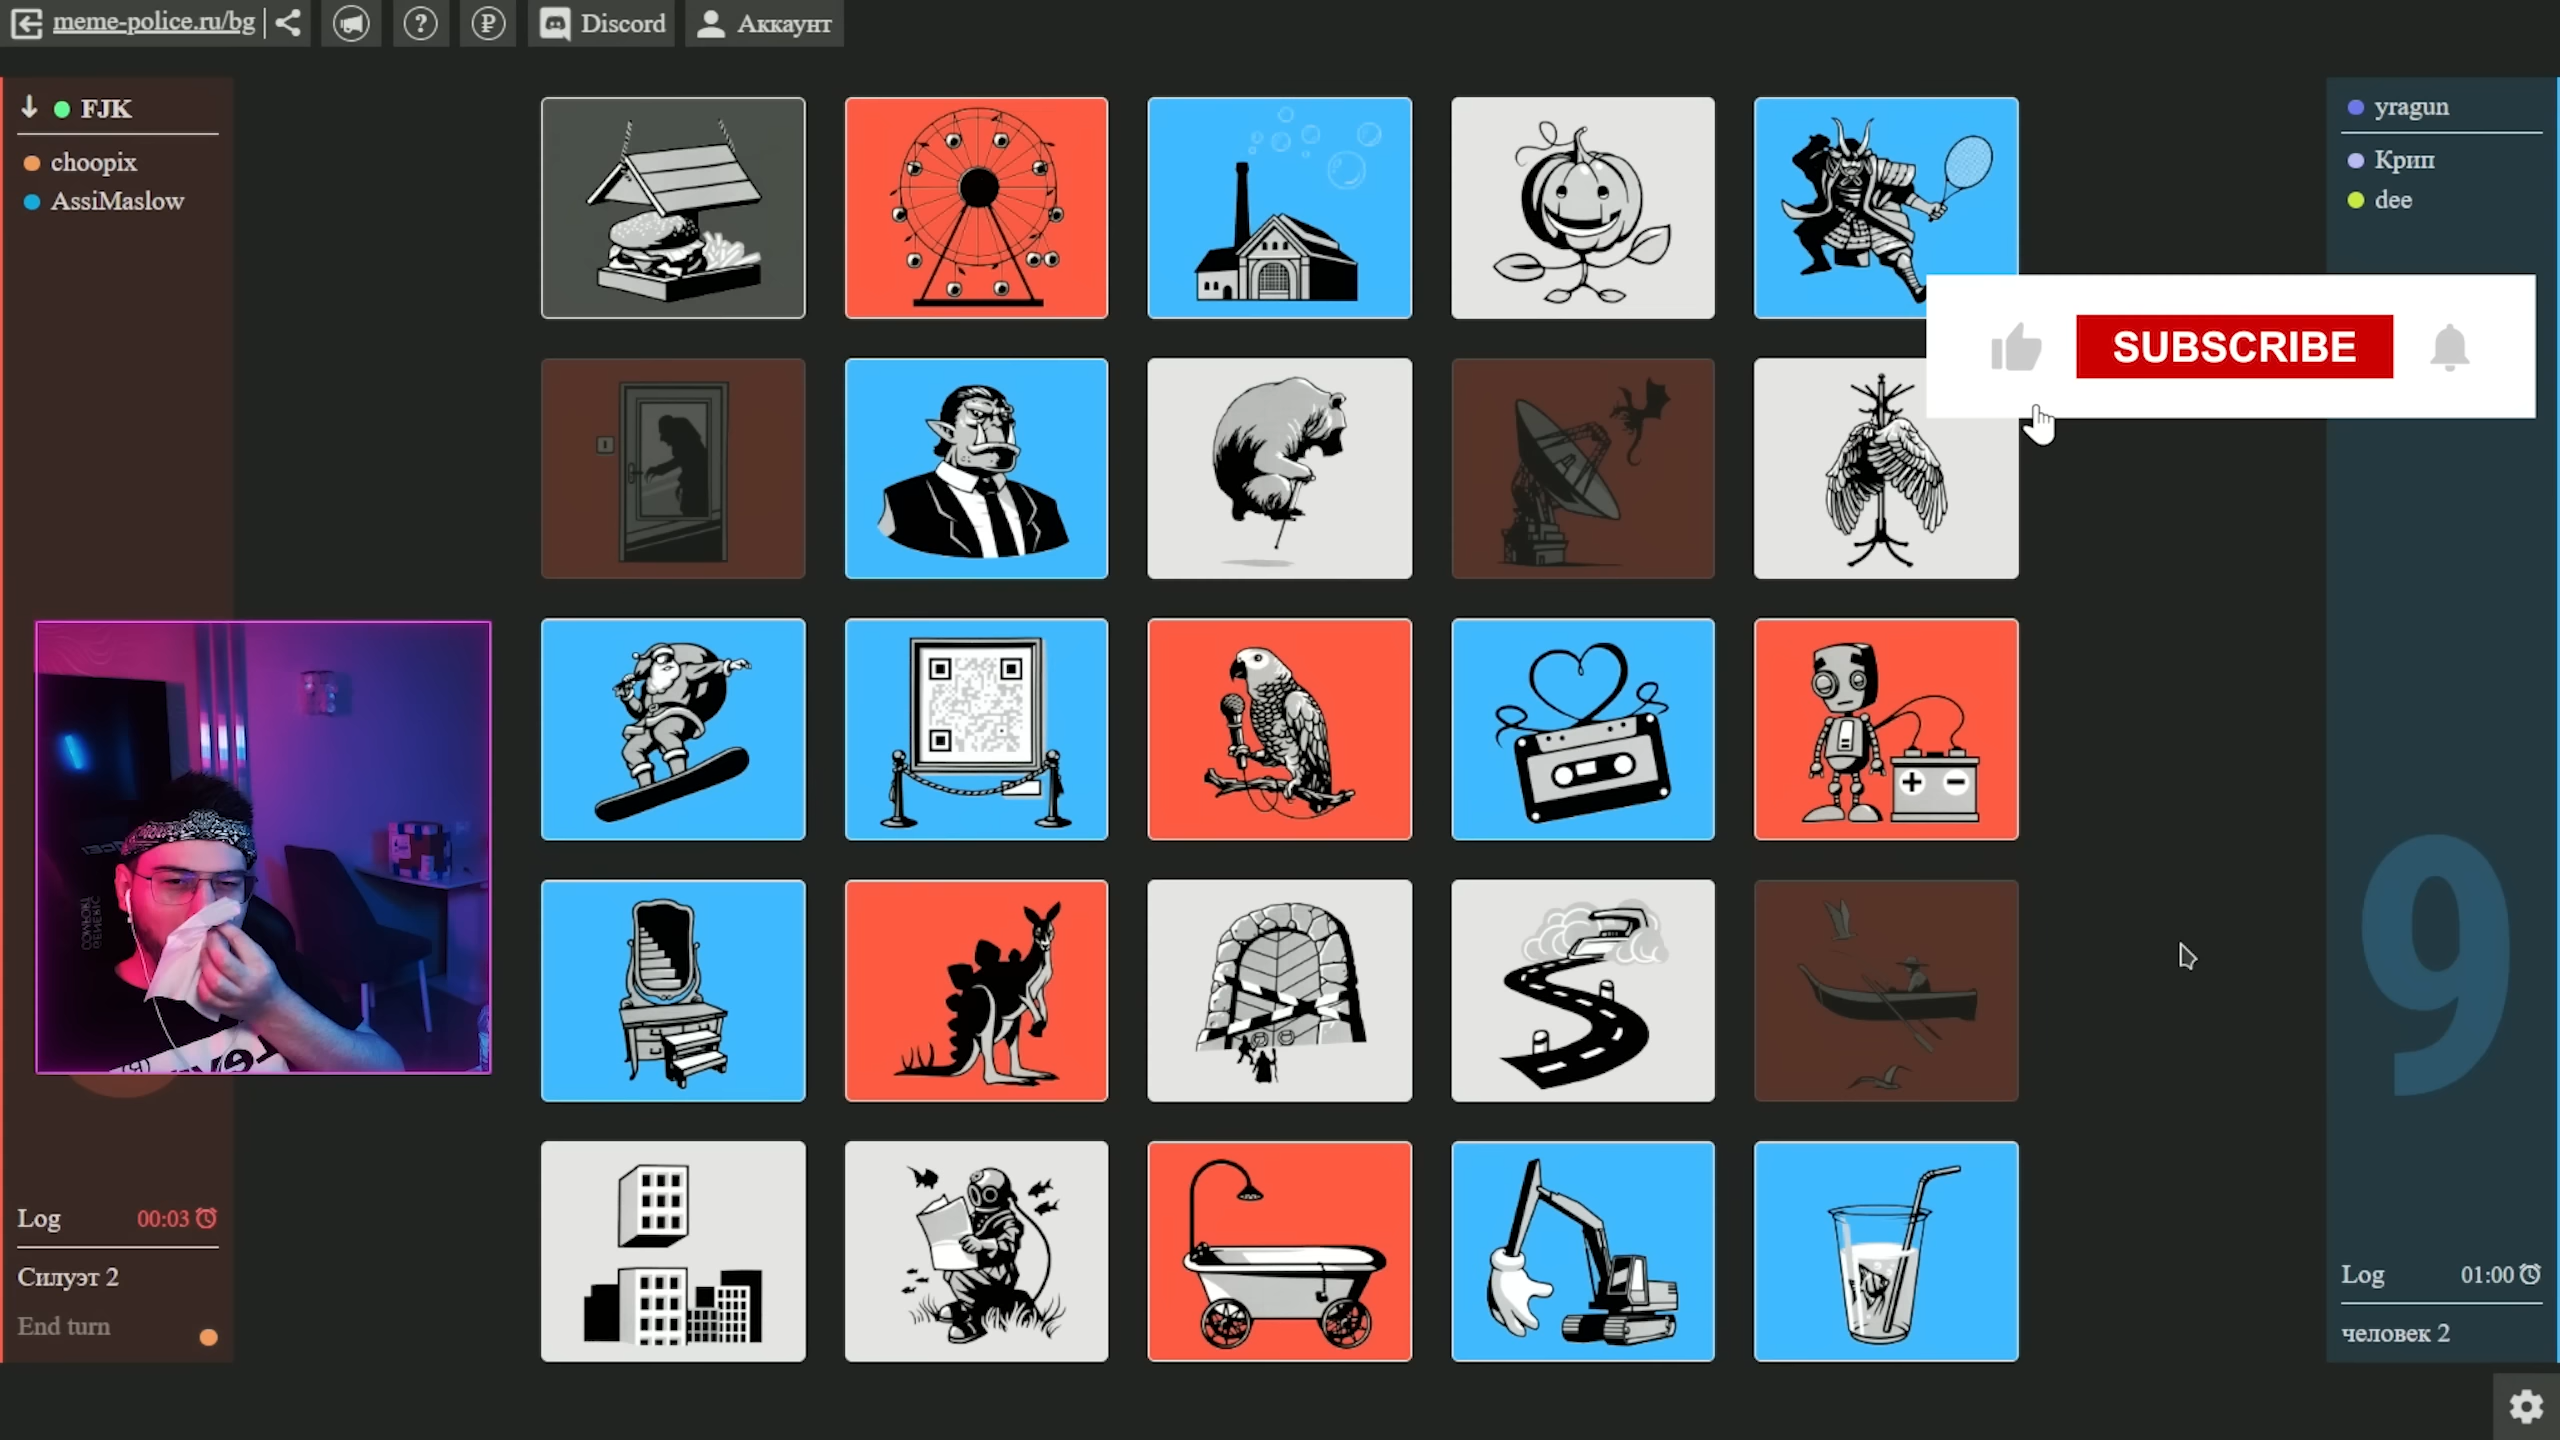 meme-police.ru/bg
Discord
Аккаунт
FJK
choopix
AssiMaslow
yragun
Крип
dee
SUBSCRIBE
9
Log 00:03
Силуэт 2
End turn
Log 01:00
человек 2